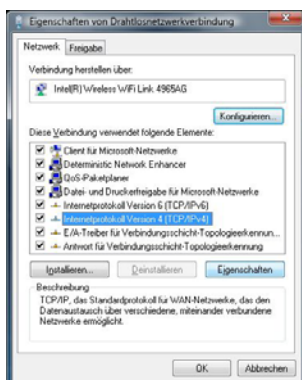 Eigenschaften von Drahtlosnetzwerkverbindung
Netzwerk Freigabe
Verbindung herstellen über:
Intel(R) Wireless WiFi Link 4965AG
Konfigurieren...
Diese Verbindung verwendet folgende Elemente:
Client für Microsoft-Netzwerke
Deterministic Network Enhancer
QoS-Paketplaner
Datei- und Druckerfreigabe für Microsoft-Netzwerke
Internetprotokoll Version 6 (TCP/IPv6)
Internetprotokoll Version 4 (TCP/IPv4)
E/A-Treiber für Verbindungsschicht-Topologieerkennun...
Antwort für Verbindungsschicht-Topologieerkennung
Installieren... Deinstallieren Eigenschaften
Beschreibung
TCP/IP, das Standardprotokoll für WAN-Netzwerke, das den
Datenaustausch über verschiedene, miteinander verbundene
Netzwerke ermöglicht.
OK Abbrechen